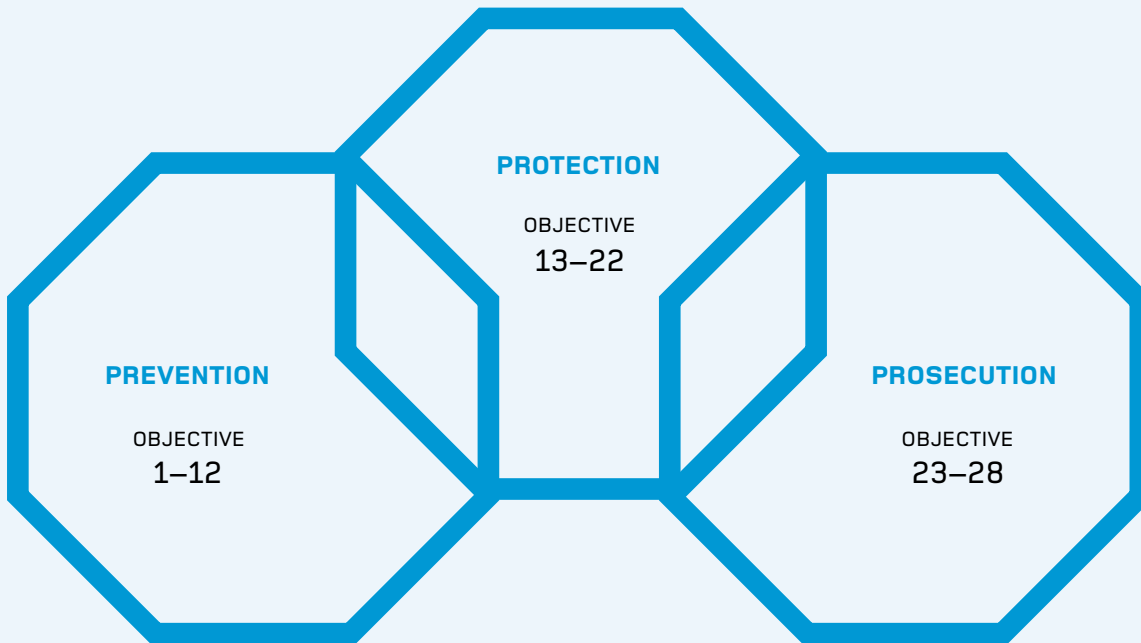 PROTECTION
OBJECTIVE
13–22
PREVENTION
OBJECTIVE
1–12
PROSECUTION
OBJECTIVE
23–28